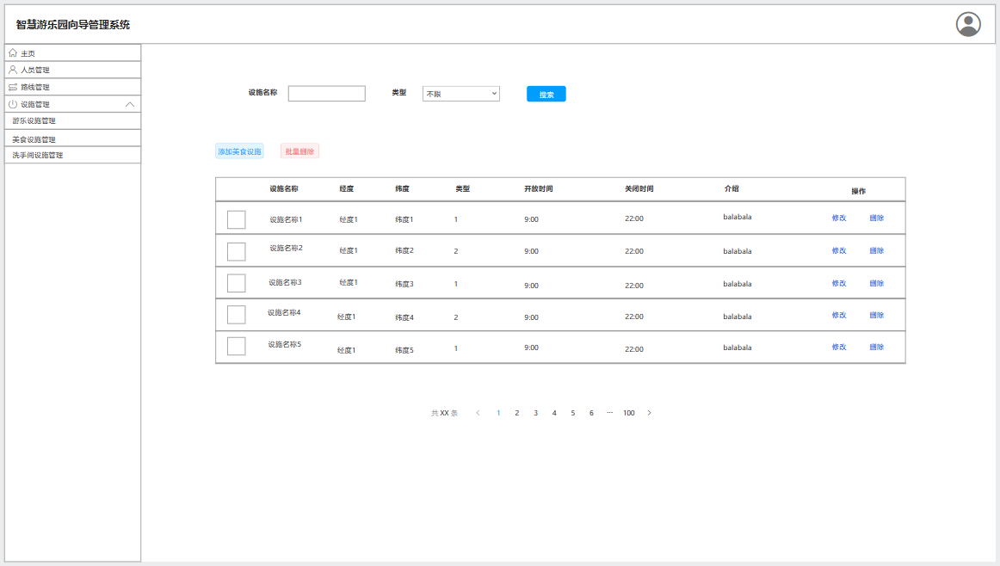 智慧游乐园向导管理系统
主页
人员管理
路线管理
设施管理
游乐设施管理
美食设施管理
洗手间设施管理
设施名称 类型 不限 搜索
添加美食设施 批量删除
设施名称 经度 纬度 类型 开放时间 关闭时间 介绍 操作
设施名称1 经度1 纬度1 1 9:00 22:00 balabala 修改 删除
设施名称2 经度1 纬度2 2 9:00 22:00 balabala 修改 删除
设施名称3 经度1 纬度3 1 9:00 22:00 balabala 修改 删除
设施名称4 经度1 纬度4 2 9:00 22:00 balabala 修改 删除
设施名称5 经度1 纬度5 1 9:00 22:00 balabala 修改 删除
共 XX 条 < 1 2 3 4 5 6 ··· 100 >